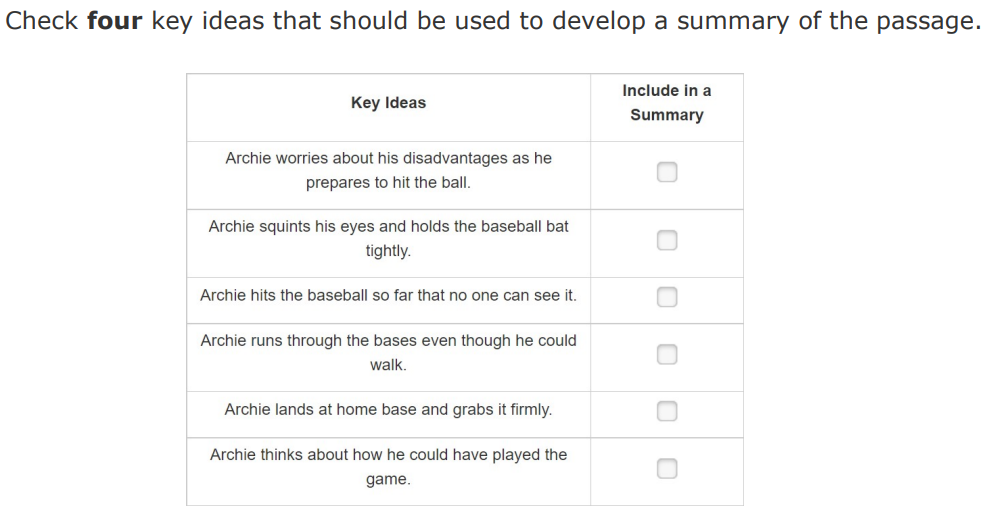 Check four key ideas that should be used to develop a summary of the passage.
Key Ideas
Include in a
Summary
Archie worries about his disadvantages as he
prepares to hit the ball.
Archie squints his eyes and holds the baseball bat
tightly.
Archie hits the baseball so far that no one can see it.
Archie runs through the bases even though he could
walk.
Archie lands at home base and grabs it firmly.
Archie thinks about how he could have played the
game.